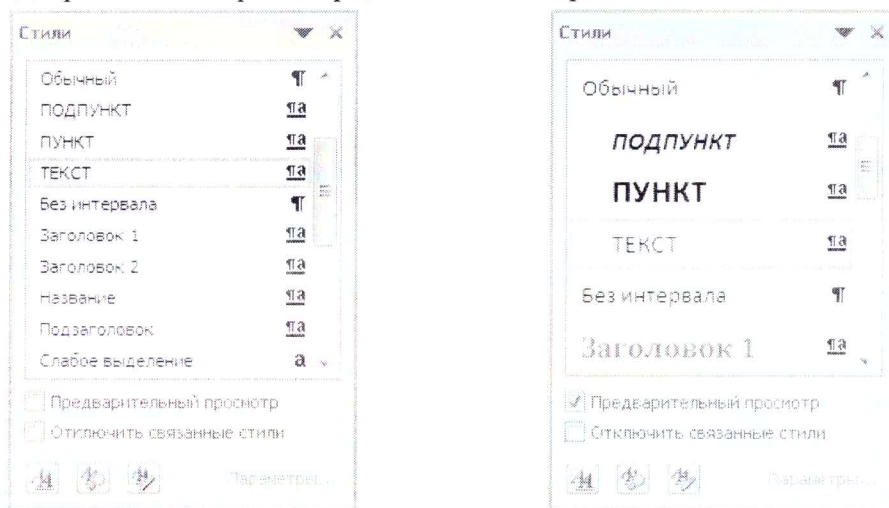 Стили
Обычный ¶
ПОДПУНКТ ¶a
ПУНКТ ¶a
ТЕКСТ ¶a
Без интервала ¶
Заголовок 1 ¶a
Заголовок 2 ¶a
Название ¶a
Подзаголовок ¶a
Слабое выделение a
Предварительный просмотр
Отключить связанные стили
Параметры...
Стили
Обычный ¶
ПОДПУНКТ ¶a
ПУНКТ ¶a
ТЕКСТ ¶a
Без интервала ¶
Заголовок 1 ¶a
Предварительный просмотр
Отключить связанные стили
Параметры...